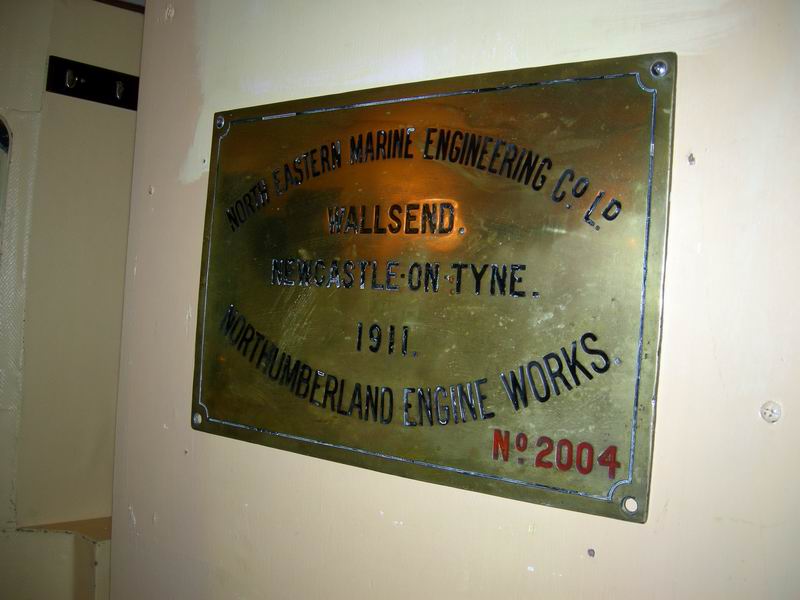 NORTH EASTERN MARINE ENGINEERING Cº Lᴰ.
WALLSEND.
NEWCASTLE·ON·TYNE.
1911.
NORTHUMBERLAND ENGINE WORKS.
Nº 2004